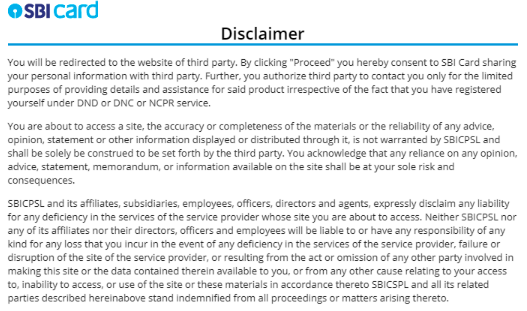 SBI card
Disclaimer
You will be redirected to the website of third party. By clicking "Proceed" you hereby consent to SBI Card sharing
your personal information with third party. Further, you authorize third party to contact you only for the limited
purposes of providing details and assistance for said product irrespective of the fact that you have registered
yourself under DND or DNC or NCPR service.
You are about to access a site, the accuracy or completeness of the materials or the reliability of any advice,
opinion, statement or other information displayed or distributed through it, is not warranted by SBICPSL and
shall be solely be construed to be set forth by the third party. You acknowledge that any reliance on any opinion,
advice, statement, memorandum, or information available on the site shall be at your sole risk and
consequences.
SBICPSL and its affiliates, subsidiaries, employees, officers, directors and agents, expressly disclaim any liability
for any deficiency in the services of the service provider whose site you are about to access. Neither SBICPSL nor
any of its affiliates nor their directors, officers and employees will be liable to or have any responsibility of any
kind for any loss that you incur in the event of any deficiency in the services of the service provider, failure or
disruption of the site of the service provider, or resulting from the act or omission of any other party involved in
making this site or the data contained therein available to you, or from any other cause relating to your access
to, inability to access, or use of the site or these materials in accordance thereto SBICSPL and all its related
parties described hereinabove stand indemnified from all proceedings or matters arising thereto.